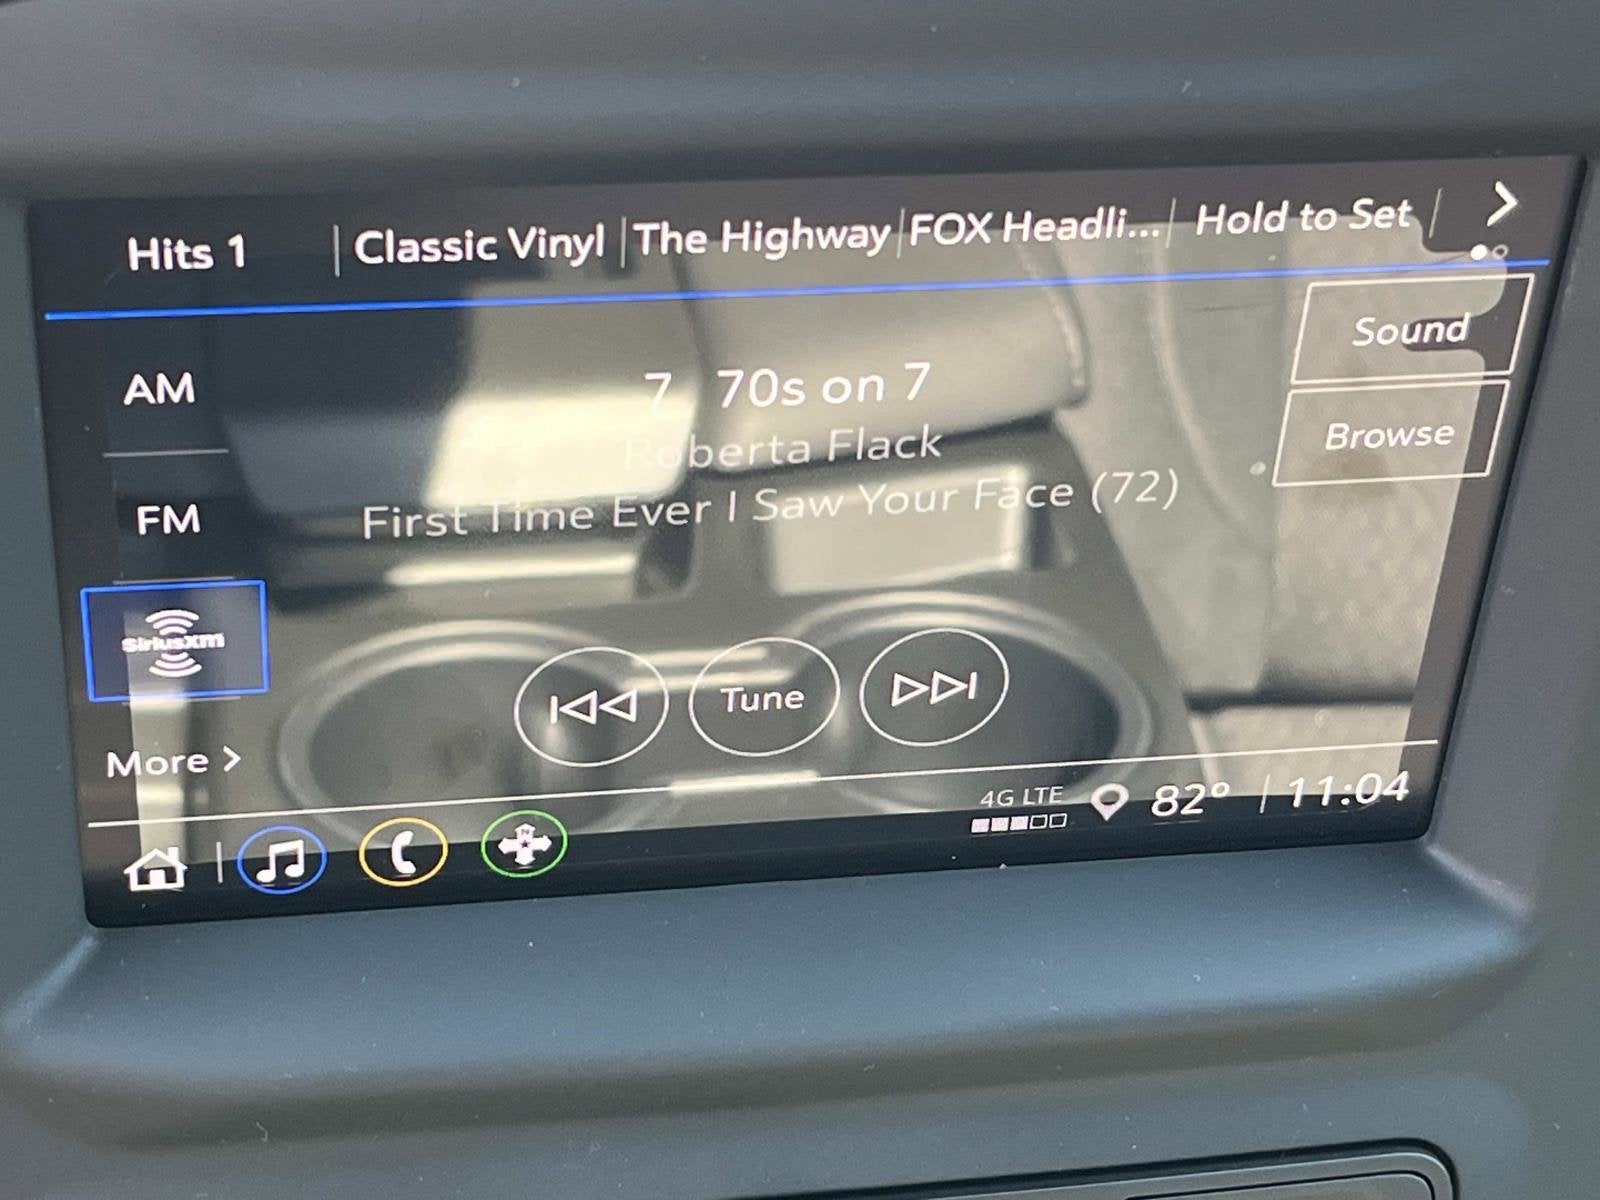 Hits 1 | Classic Vinyl | The Highway | FOX Headli... | Hold to Set |
Sound
AM
7 70s on 7
Roberta Flack
Browse
FM
First Time Ever I Saw Your Face (72)
SiriusXM
Tune
More >
4G LTE
82° | 11:04
N